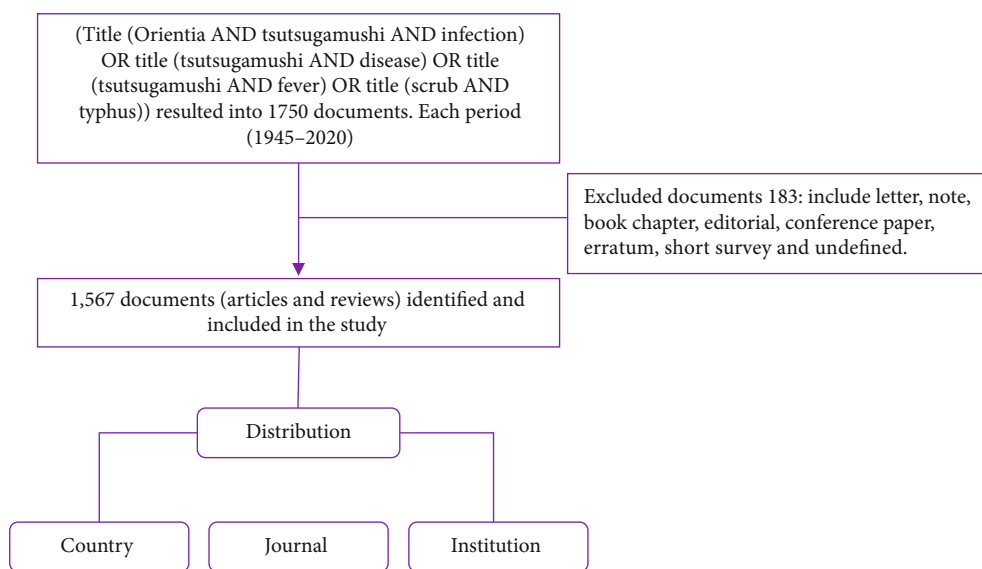 (Title (Orientia AND tsutsugamushi AND infection)
OR title (tsutsugamushi AND disease) OR title
(tsutsugamushi AND fever) OR title (scrub AND
typhus)) resulted into 1750 documents. Each period
(1945–2020)
Excluded documents 183: include letter, note,
book chapter, editorial, conference paper,
erratum, short survey and undefined.
1,567 documents (articles and reviews) identified and
included in the study
Distribution
Country
Journal
Institution